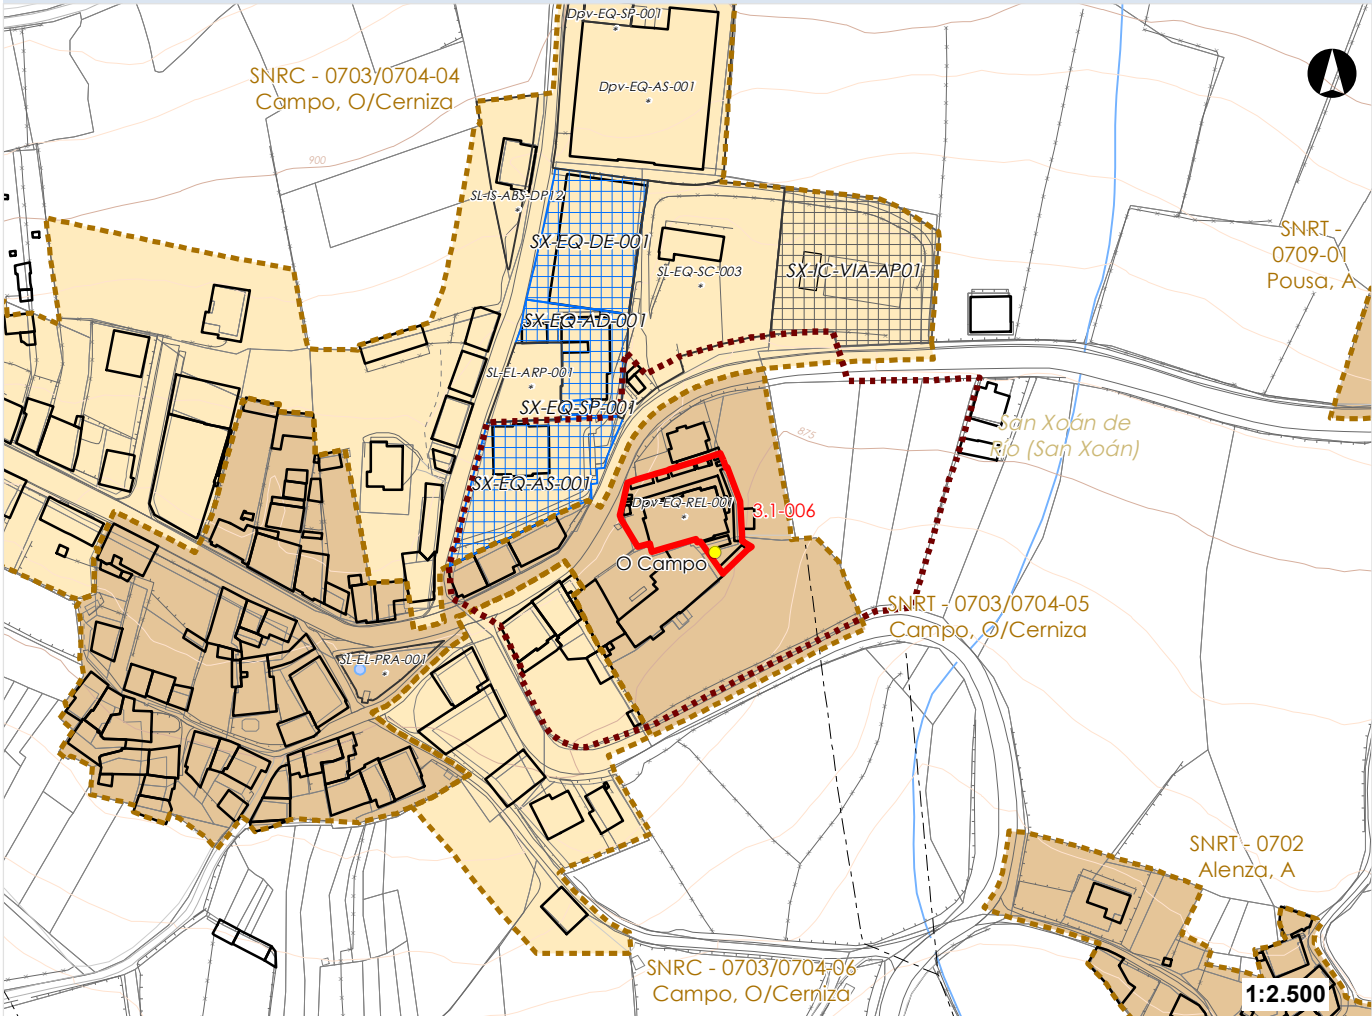 Dpv-EQ-SP-001
SNRC - 0703/0704-04
Campo, O/Cerniza
Dpv-EQ-AS-001
900
SL-IS-ABS-DP12
SX-EQ-DE-001
SL-EQ-SC-003
SX-IC-VIA-AP01
SNRT -
0709-01
Pousa, A
SX-EQ-AD-001
SL-EL-ARP-001
SX-EQ-SP-001
San Xoán de
Río (San Xoán)
875
SX-EQ-AS-001
Dpv-EQ-REL-001
3.1-006
O Campo
SNRT - 0703/0704-05
Campo, O/Cerniza
SL-EL-PRA-001
SNRT - 0702
Alenza, A
SNRC - 0703/0704-06
Campo, O/Cerniza
1:2.500